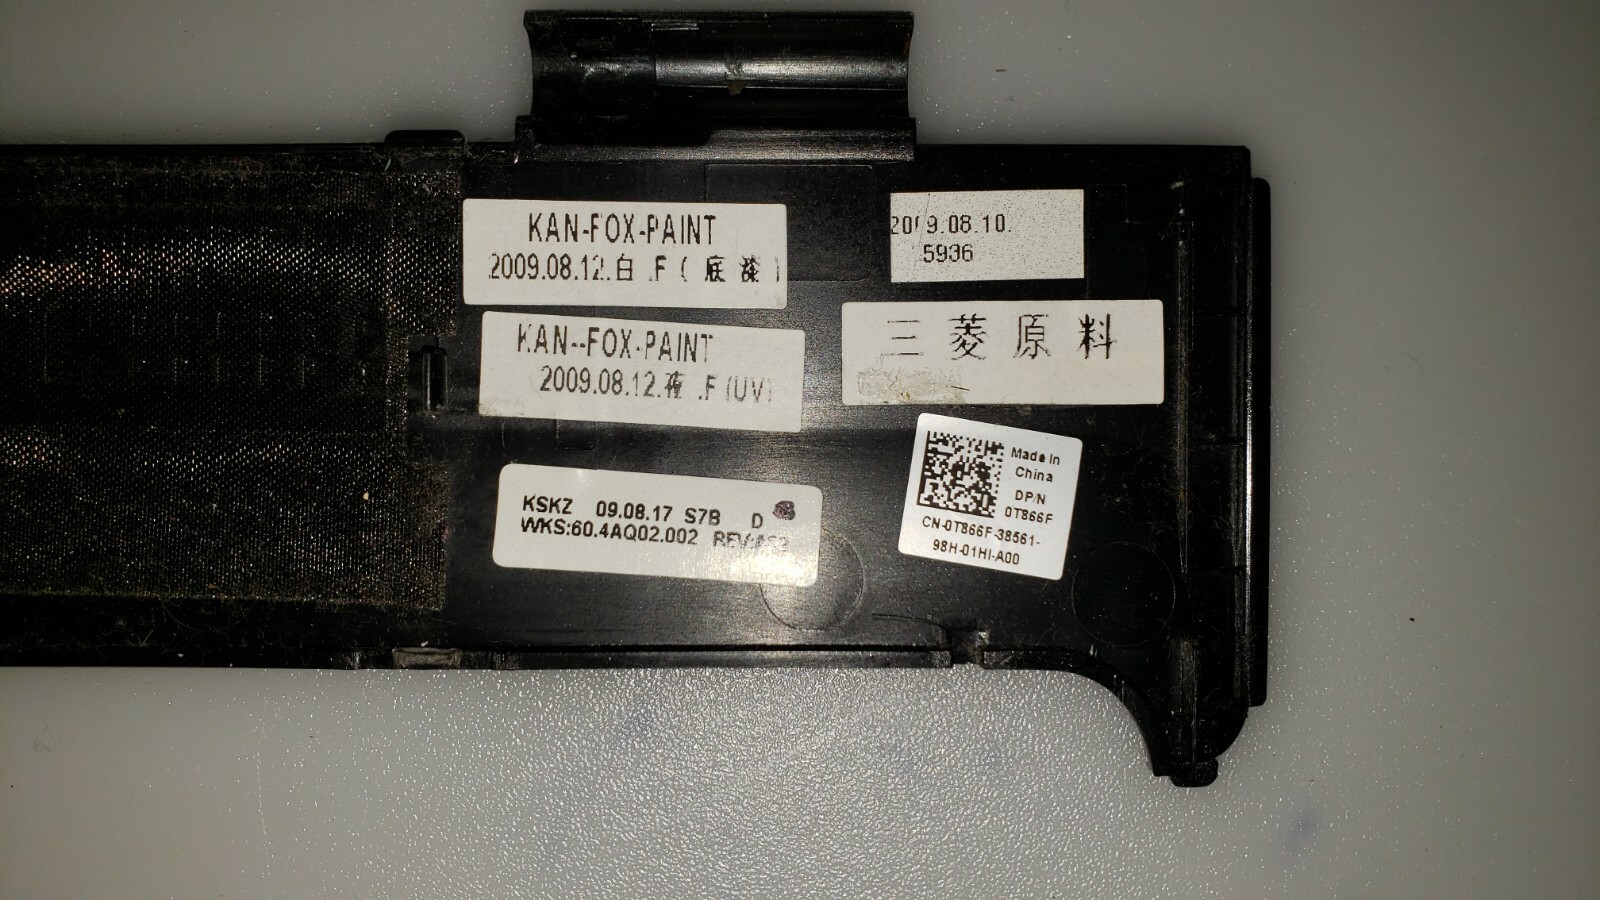 KAN-FOX-PAINT
2009.08.12.白 .F ( 底 漆 )
KAN--FOX-PAINT
2009.08.12.夜 .F (UV)
KSKZ 09.08.17 S7B D
WKS:60.4AQ02.002
2009.08.10.
5936
三菱原料
Made In
China
DP/N
0T866F
CN-0T866F-38561-
98H-01HI-A00